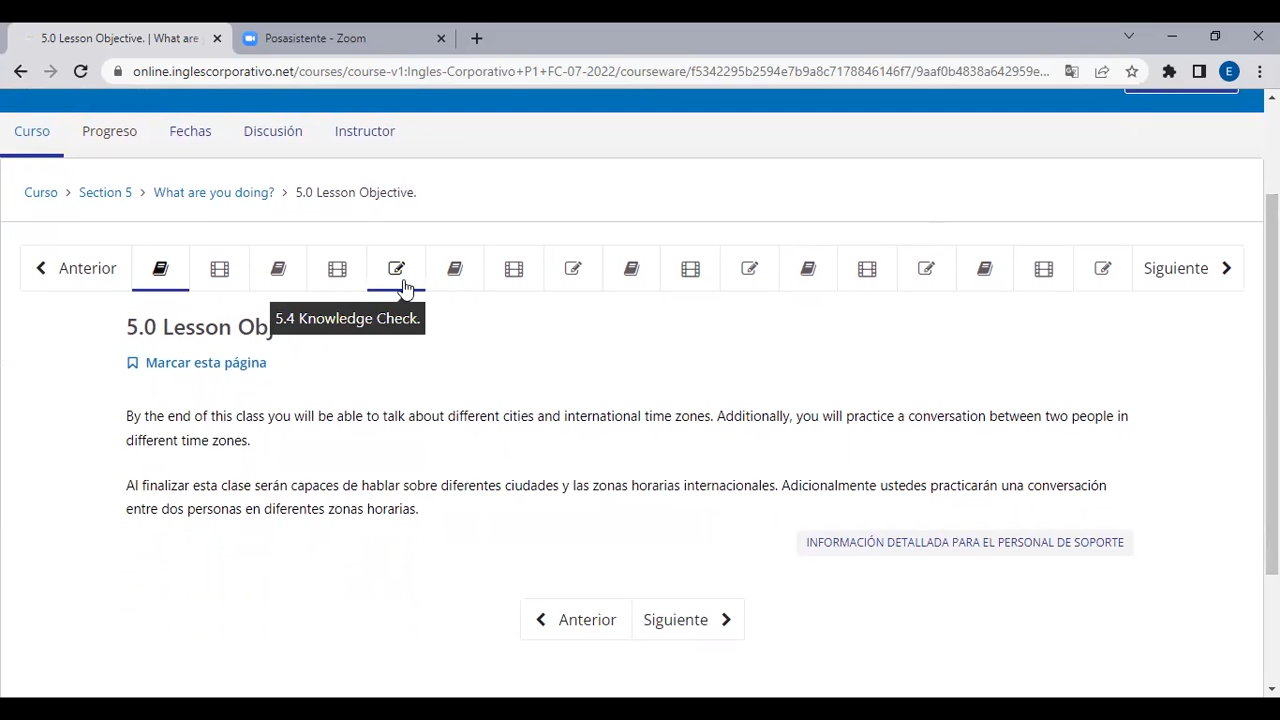 5.0 Lesson Objective. | What are
Posasistente - Zoom
online.inglescorporativo.net/courses/course-v1:Ingles-Corporativo+P1+FC-07-2022/courseware/f5342295b2594e7b9a8c7178846146f7/9aaf0b4838a642959e...
E
Curso Progreso Fechas Discusión Instructor
Curso > Section 5 > What are you doing? > 5.0 Lesson Objective.
Anterior Siguiente
5.4 Knowledge Check.
5.0 Lesson Obj
Marcar esta página
By the end of this class you will be able to talk about different cities and international time zones. Additionally, you will practice a conversation between two people in
different time zones.
Al finalizar esta clase serán capaces de hablar sobre diferentes ciudades y las zonas horarias internacionales. Adicionalmente ustedes practicarán una conversación
entre dos personas en diferentes zonas horarias.
INFORMACIÓN DETALLADA PARA EL PERSONAL DE SOPORTE
Anterior Siguiente